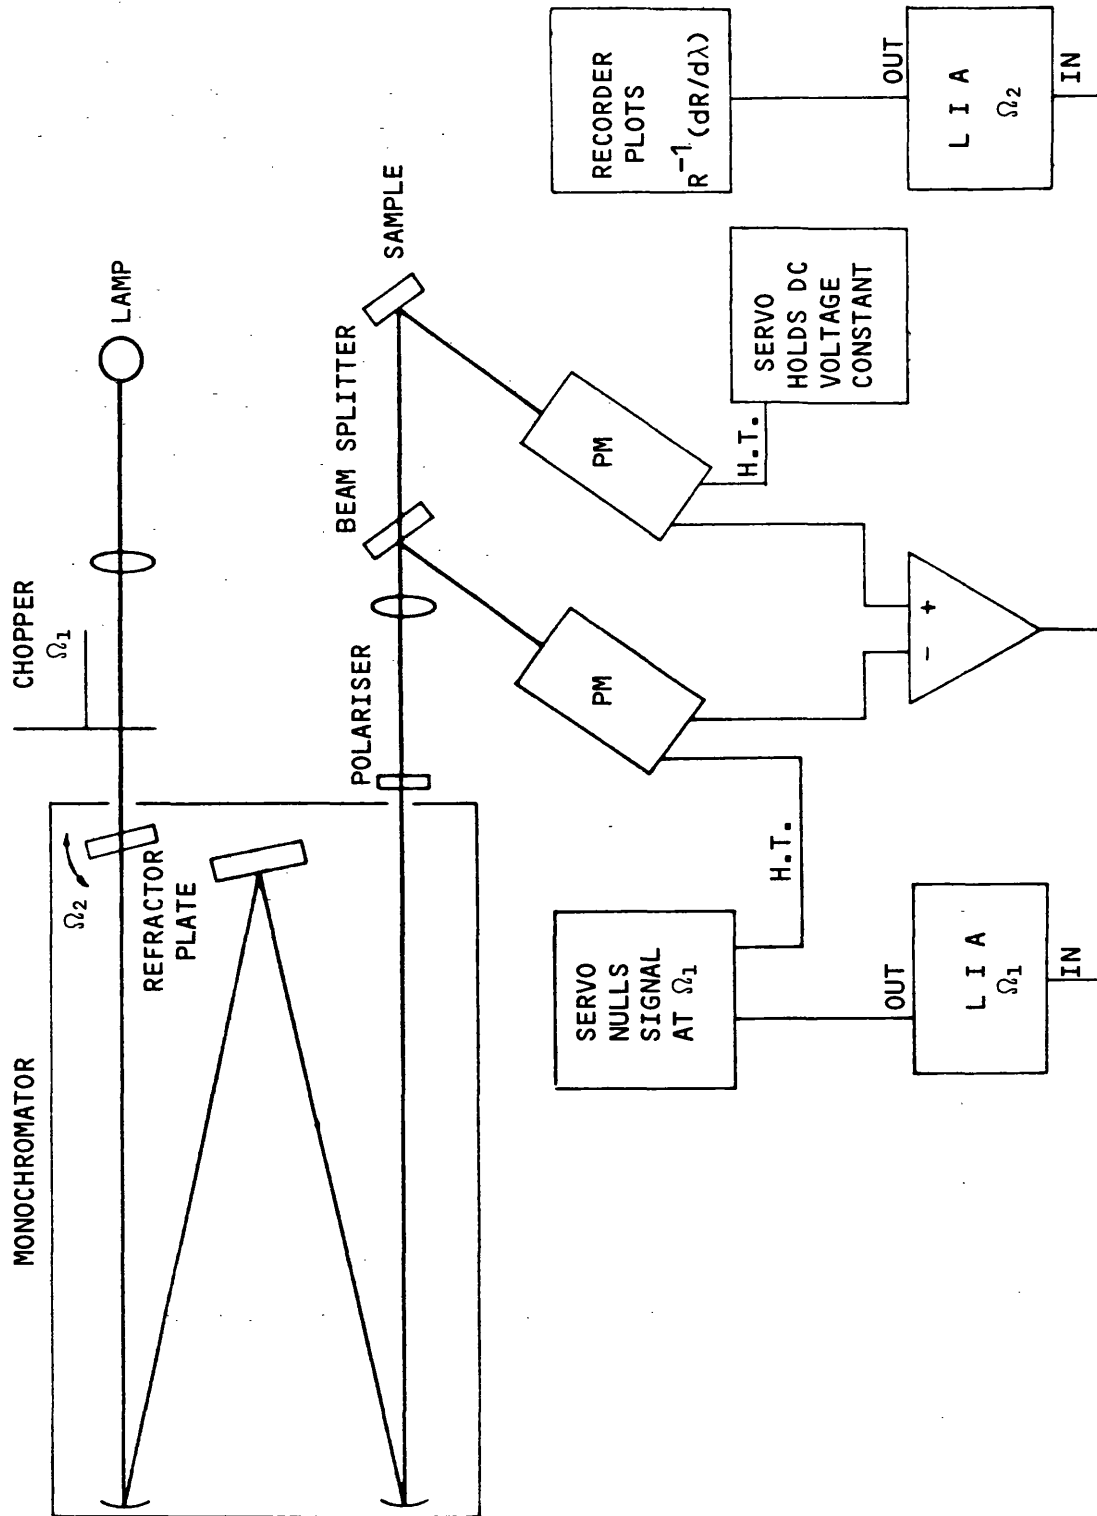 MONOCHROMATOR
CHOPPER
Ω₁
LAMP
Ω₂
REFRACTOR
PLATE
POLARISER
BEAM SPLITTER
SAMPLE
PM
PM
H.T.
H.T.
SERVO
NULLS
SIGNAL
AT Ω₁
SERVO
HOLDS DC
VOLTAGE
CONSTANT
RECORDER
PLOTS
R⁻¹(dR/dλ)
OUT
L I A
Ω₁
IN
-
+
OUT
L I A
Ω₂
IN